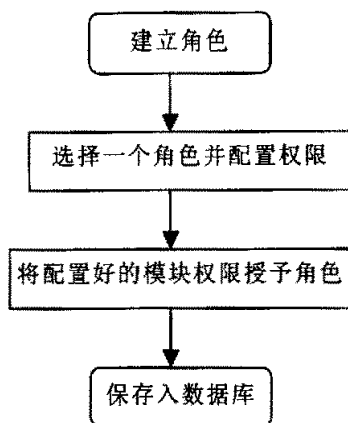 建立角色
选择一个角色并配置权限
将配置好的模块权限授予角色
保存入数据库